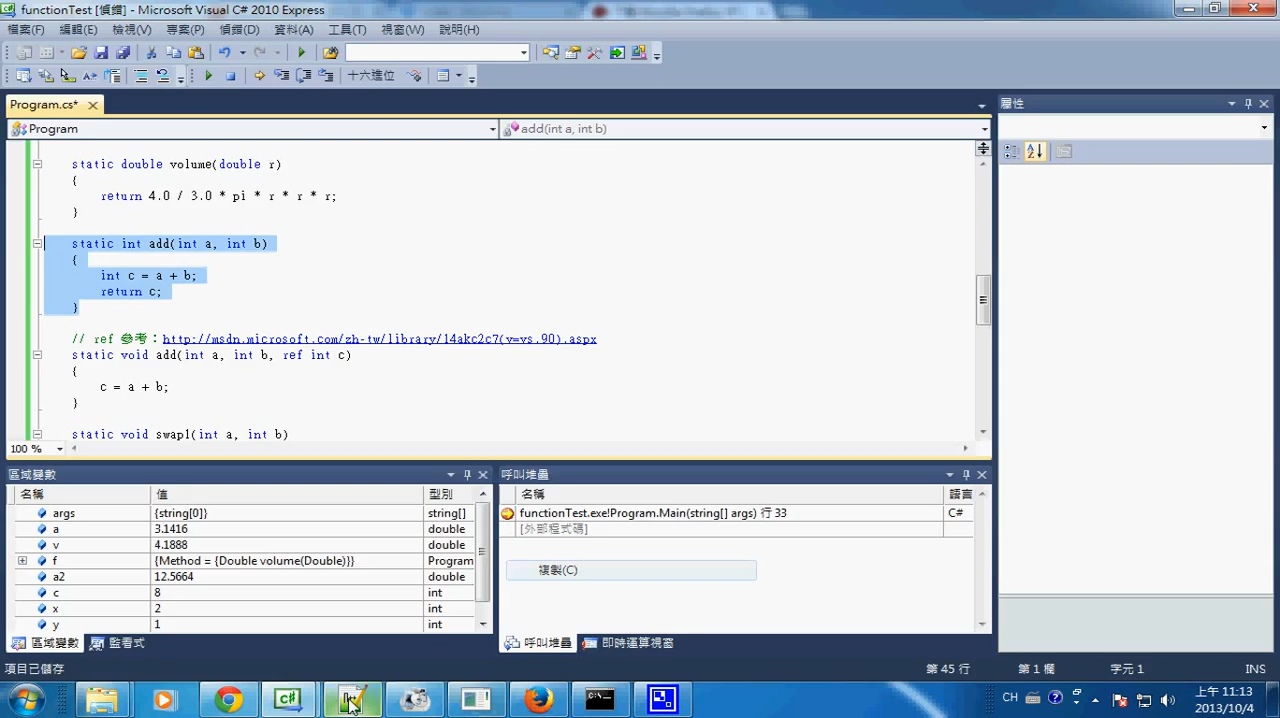 functionTest [偵錯] - Microsoft Visual C# 2010 Express
檔案(F) 編輯(E) 檢視(V) 專案(P) 偵錯(D) 資料(A) 工具(T) 視窗(W) 說明(H)
十六進位
Program.cs*
Program
add(int a, int b)
static double volume(double r)
{
return 4.0 / 3.0 * pi * r * r * r;
}
static int add(int a, int b)
{
int c = a + b;
return c;
}
// ref 參考：http://msdn.microsoft.com/zh-tw/library/14akc2c7(v=vs.90).aspx
static void add(int a, int b, ref int c)
{
c = a + b;
}
static void swap1(int a, int b)
100 %
屬性
區域變數
名稱 值 型別
args {string[0]} string[]
a 3.1416 double
v 4.1888 double
f {Method = {Double volume(Double)}} Program
a2 12.5664 double
c 8 int
x 2 int
y 1 int
區域變數 監看式
呼叫堆疊
名稱 語言
functionTest.exe!Program.Main(string[] args) 行 33 C#
[外部程式碼]
複製(C)
呼叫堆疊 即時運算視窗
項目已儲存 第 45 行 第 1 欄 字元 1 INS
CH
上午 11:13
2013/10/4